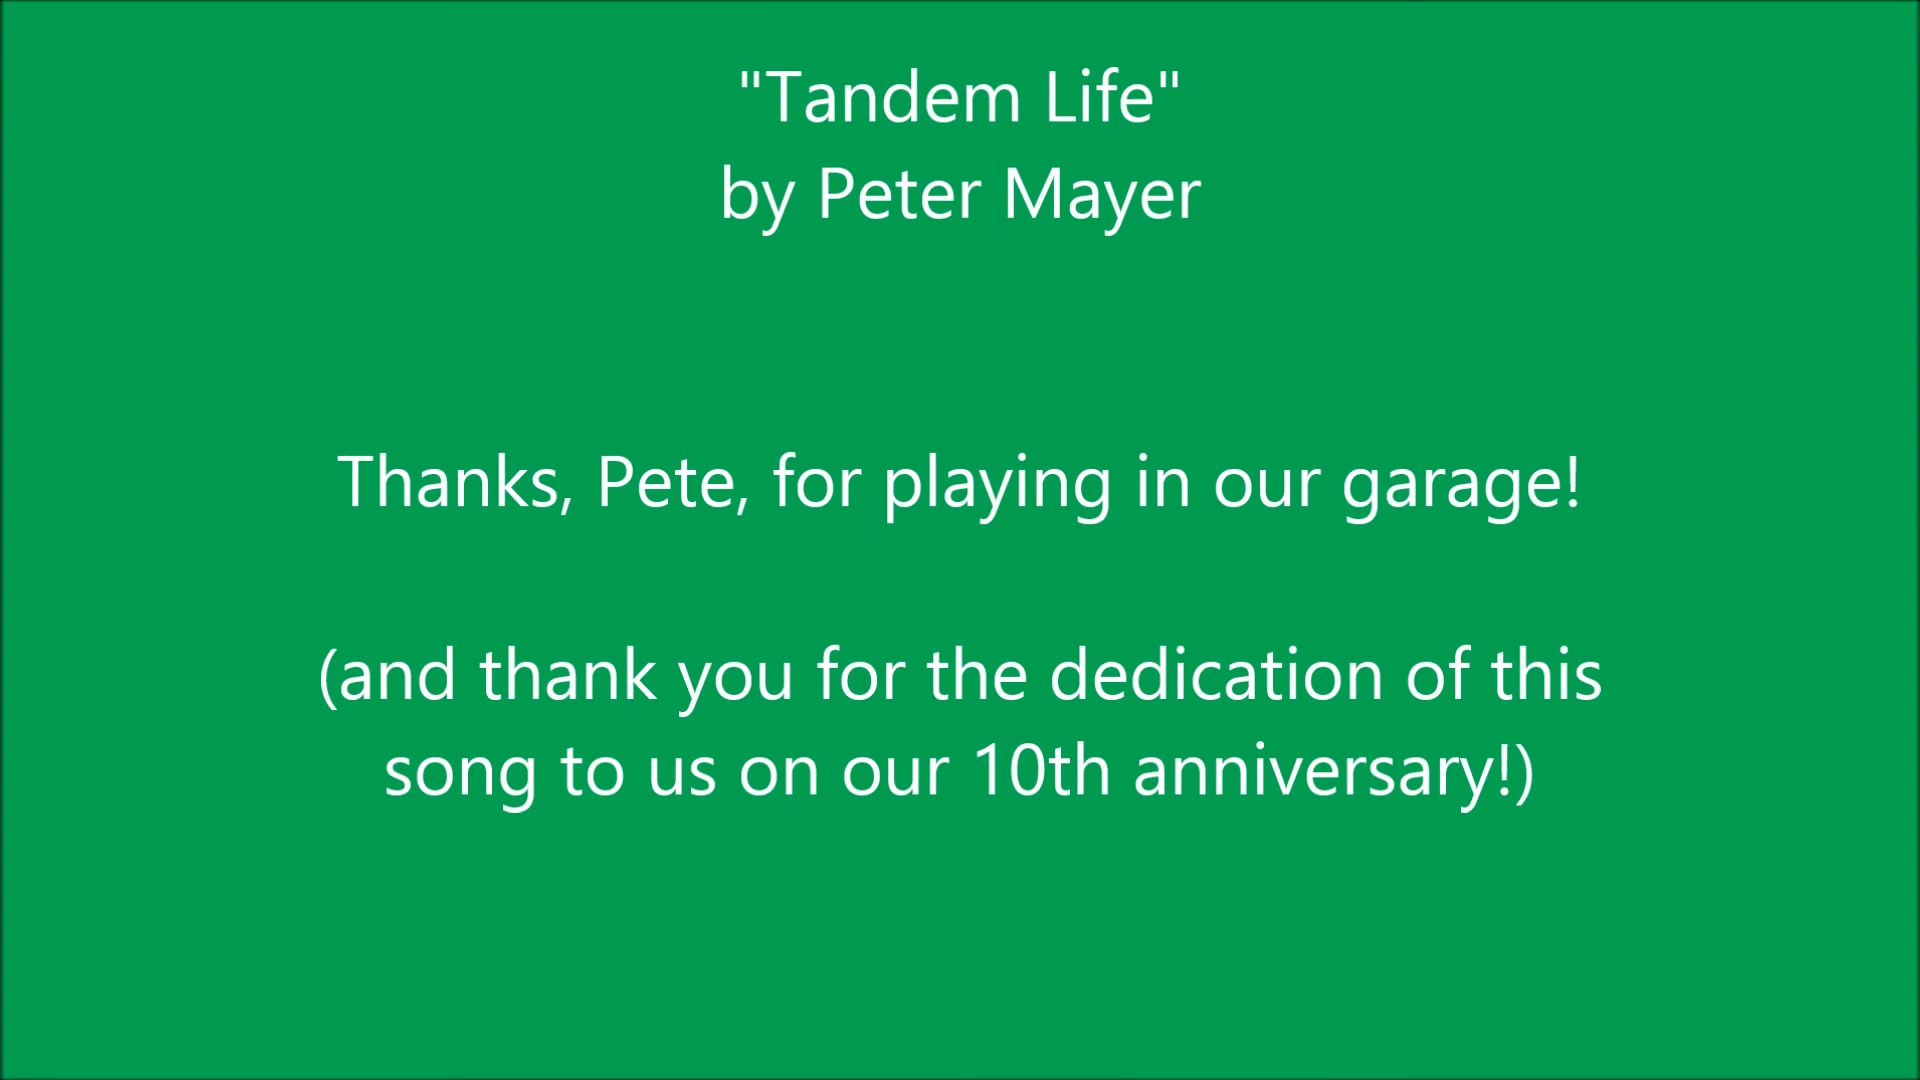 "Tandem Life"
by Peter Mayer
Thanks, Pete, for playing in our garage!
(and thank you for the dedication of this
song to us on our 10th anniversary!)